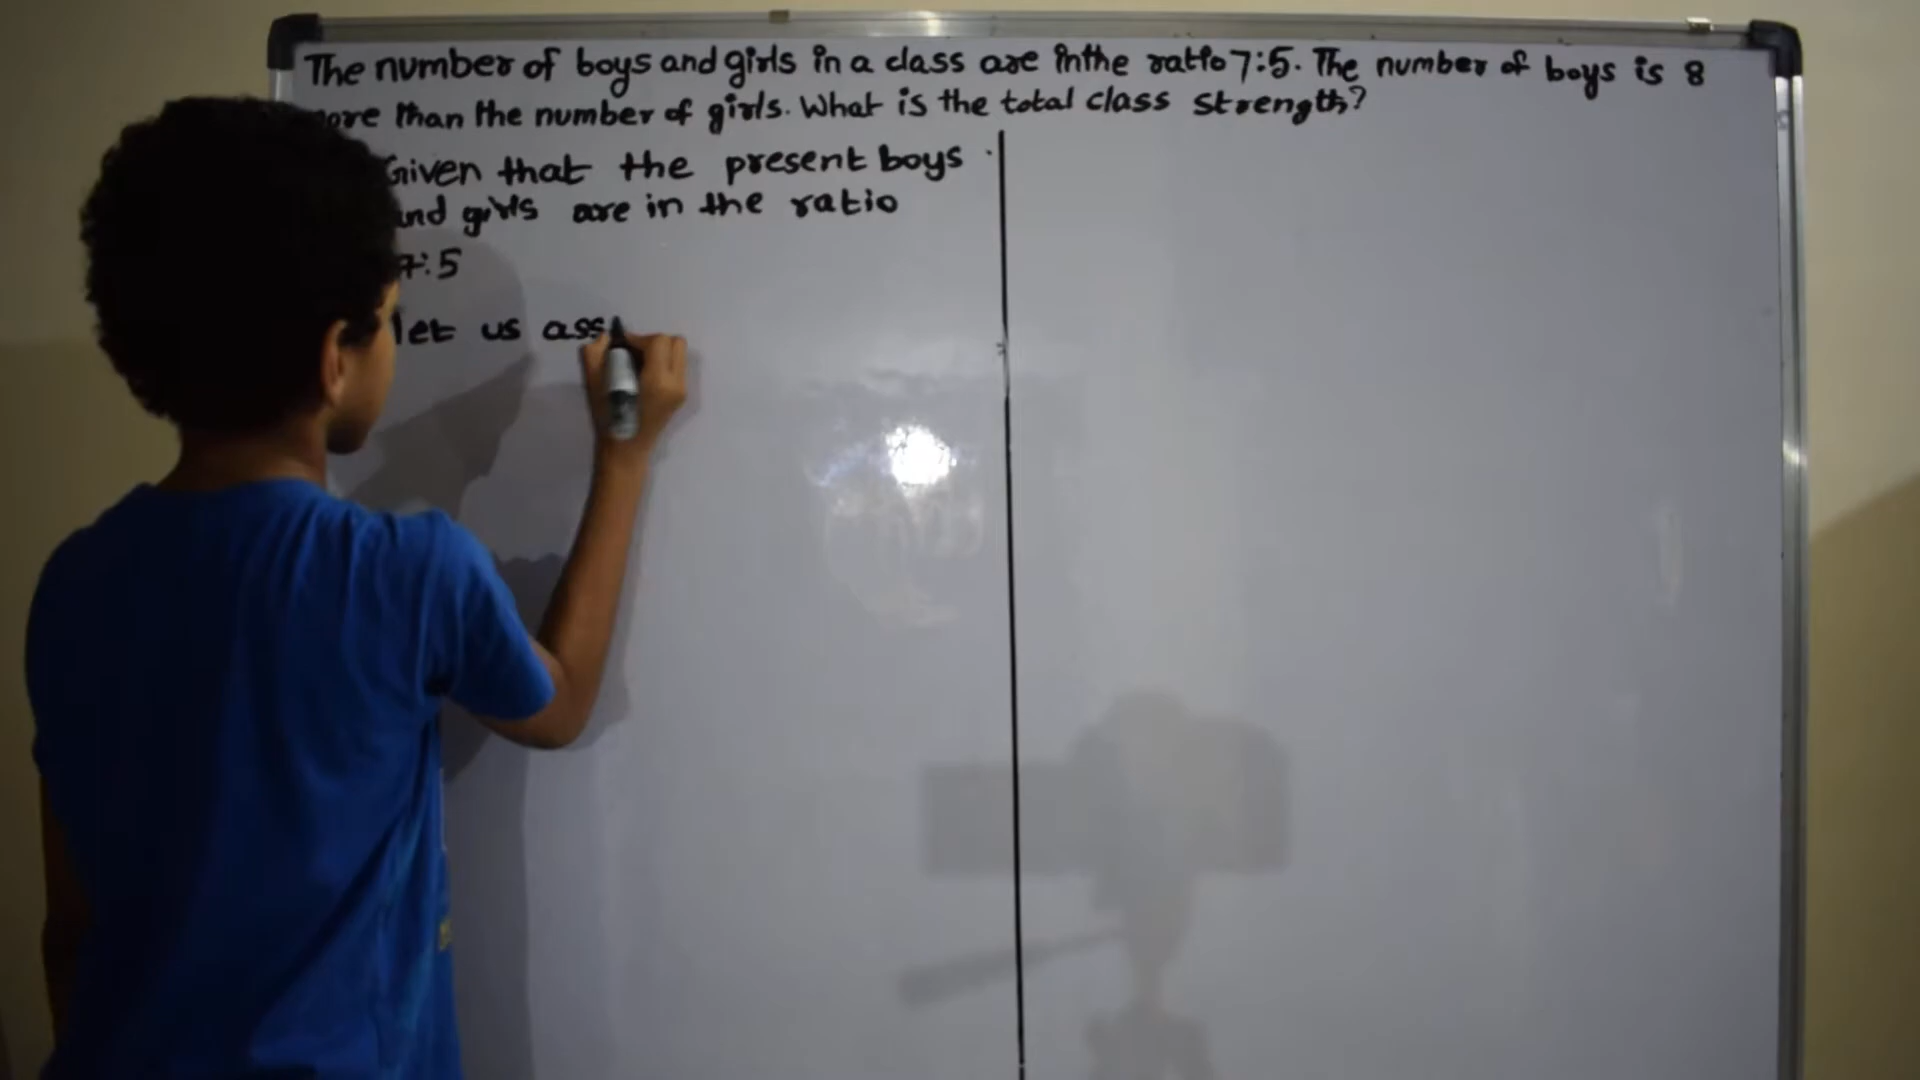 The number of boys and girls in a class are in the ratio 7:5. The number of boys is 8
more than the number of girls. What is the total class strength?
Given that the present boys
and girls are in the ratio
7:5
let us ass